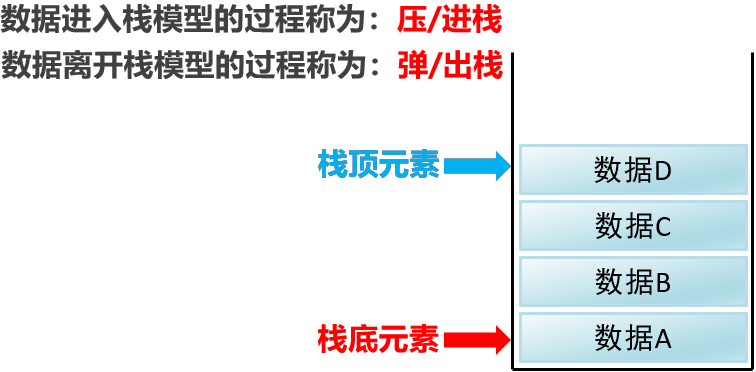 数据进入栈模型的过程称为：压/进栈
数据离开栈模型的过程称为：弹/出栈
栈顶元素
数据D
数据C
数据B
栈底元素
数据A